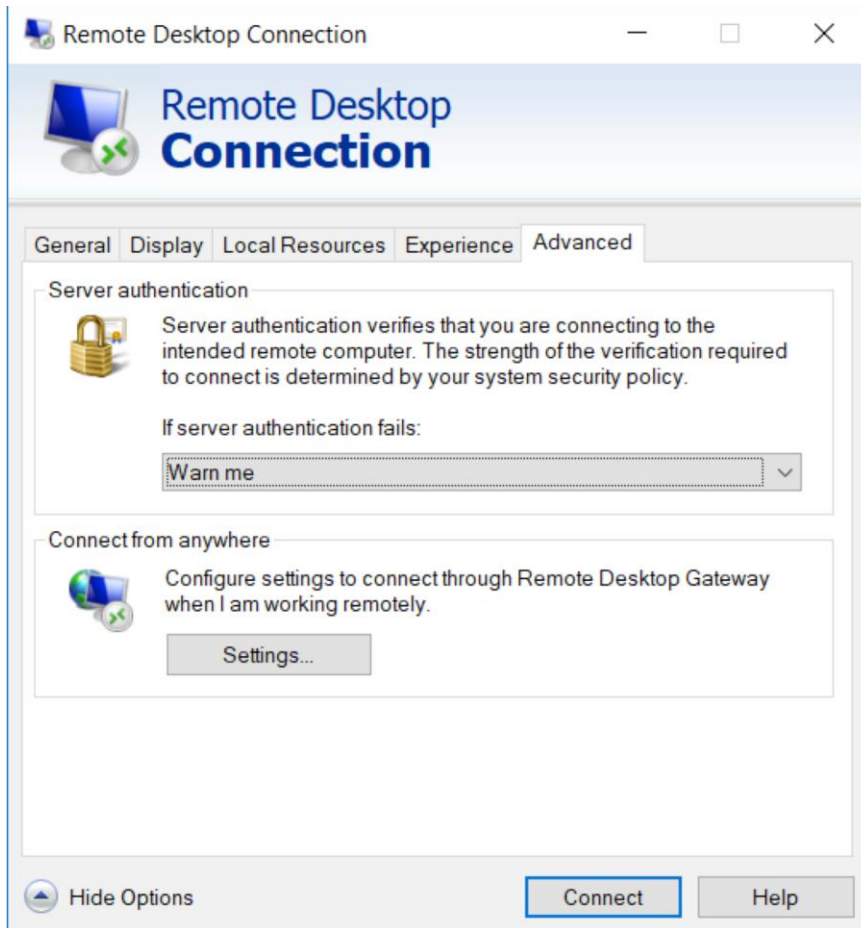 Remote Desktop Connection
Remote Desktop
Connection
General Display Local Resources Experience Advanced
Server authentication
Server authentication verifies that you are connecting to the
intended remote computer. The strength of the verification required
to connect is determined by your system security policy.
If server authentication fails:
Warn me
Connect from anywhere
Configure settings to connect through Remote Desktop Gateway
when I am working remotely.
Settings...
Hide Options Connect Help